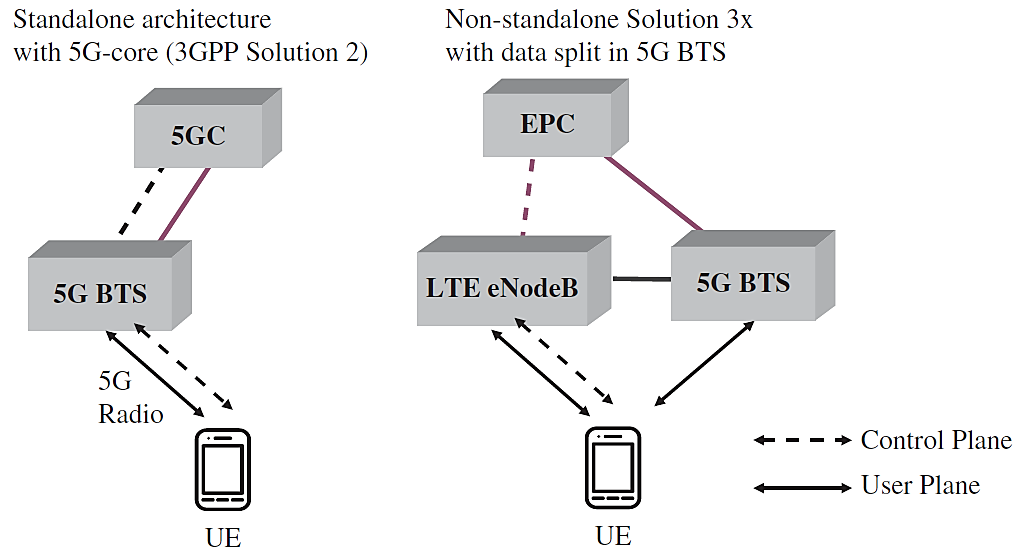 Standalone architecture
with 5G-core (3GPP Solution 2)
5GC
5G BTS
5G
Radio
UE
Non-standalone Solution 3x
with data split in 5G BTS
EPC
LTE eNodeB
5G BTS
UE
Control Plane
User Plane